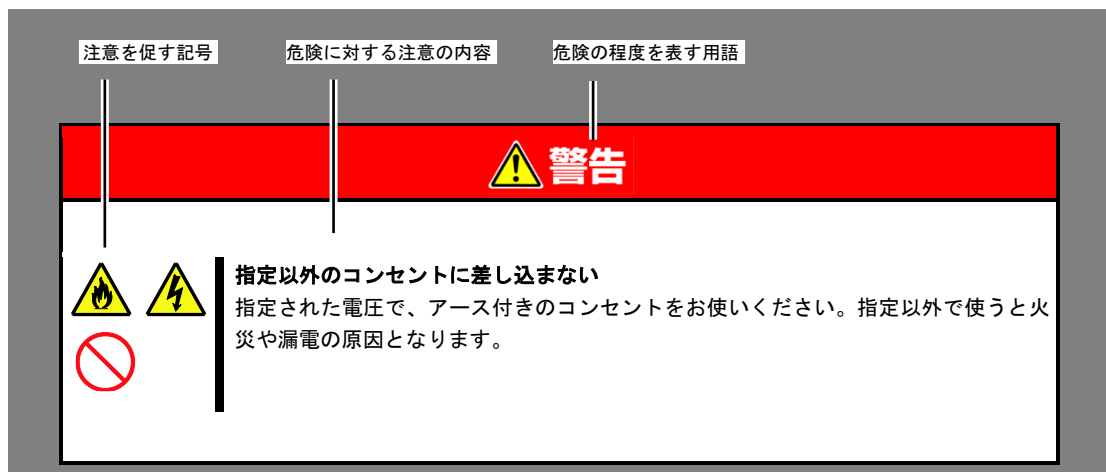 注意を促す記号
危険に対する注意の内容
危険の程度を表す用語
警告
指定以外のコンセントに差し込まない
指定された電圧で、アース付きのコンセントをお使いください。指定以外で使うと火
災や漏電の原因となります。